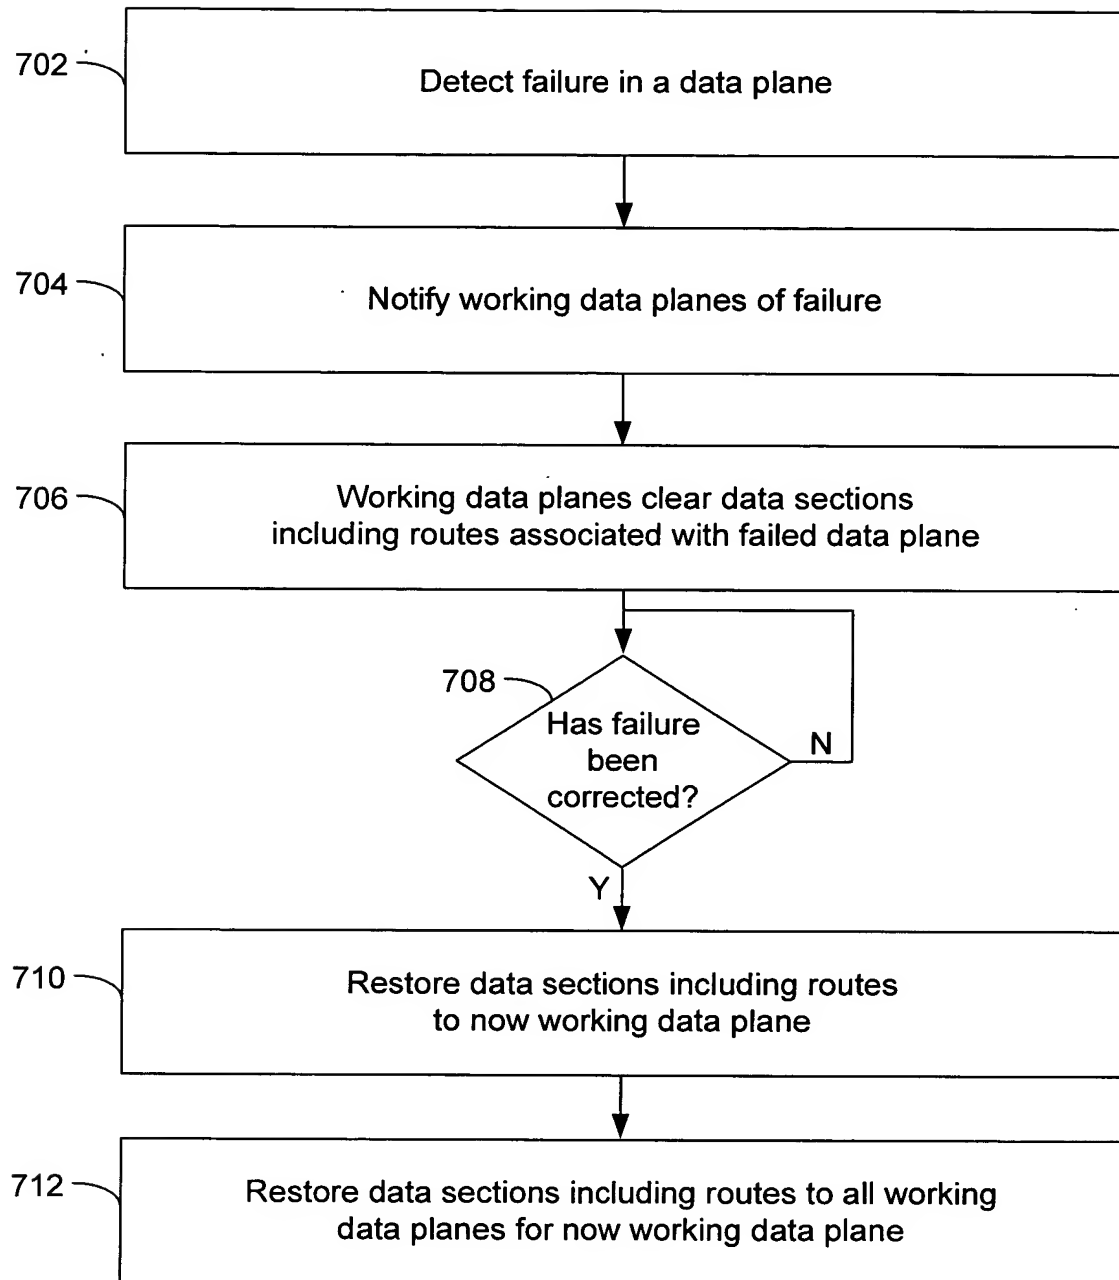 702
Detect failure in a data plane
704
Notify working data planes of failure
706
Working data planes clear data sections
including routes associated with failed data plane
708
Has failure
been
corrected?
N
Y
710
Restore data sections including routes
to now working data plane
712
Restore data sections including routes to all working
data planes for now working data plane